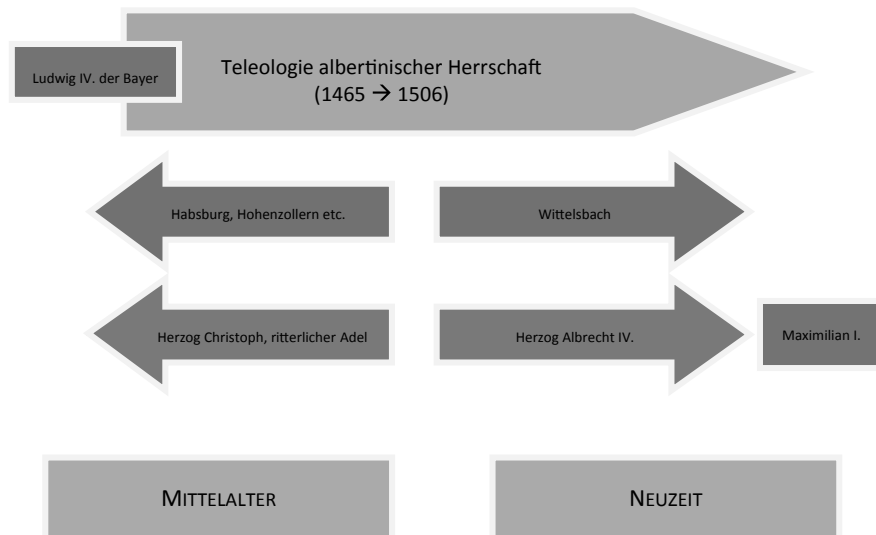 Ludwig IV. der Bayer
Teleologie albertinischer Herrschaft
(1465 → 1506)
Habsburg, Hohenzollern etc.
Wittelsbach
Herzog Christoph, ritterlicher Adel
Herzog Albrecht IV.
Maximilian I.
MITTELALTER
NEUZEIT